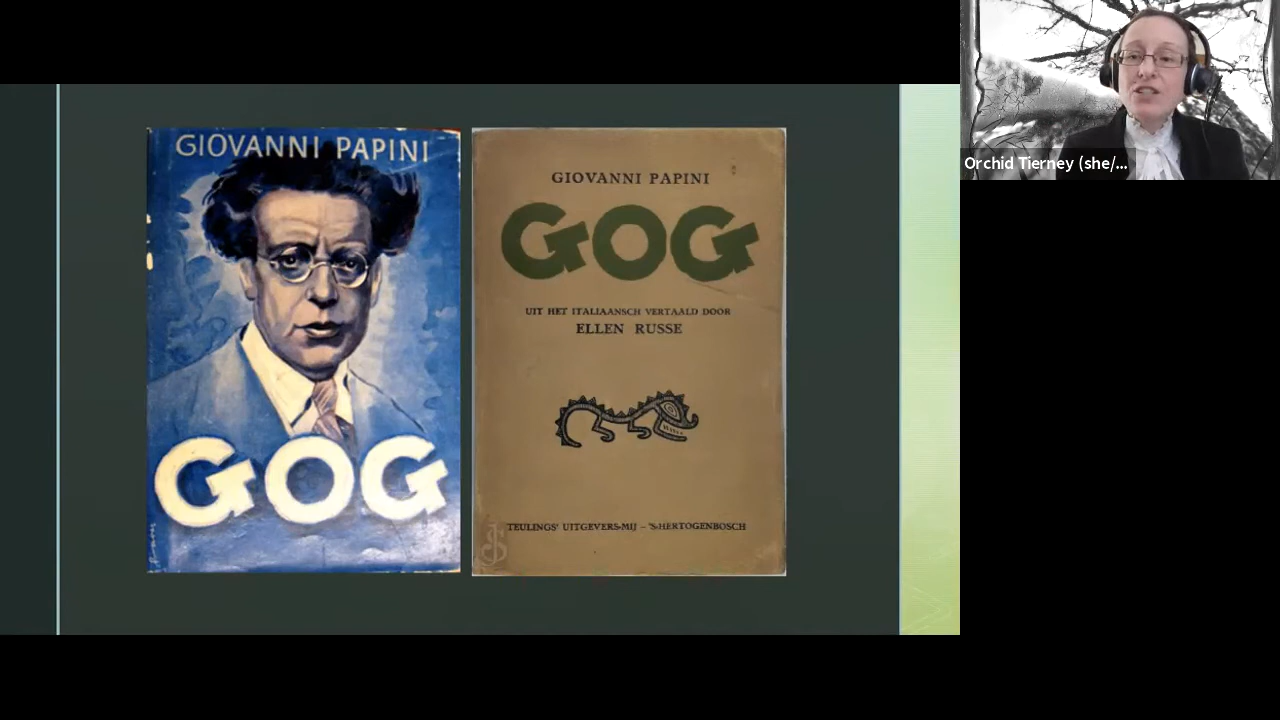 GIOVANNI PAPINI
GOG
GIOVANNI PAPINI
GOG
UIT HET ITALIAANSCH VERTAALD DOOR
ELLEN RUSSE
TEULINGS' UITGEVERS-MIJ – 'S-HERTOGENBOSCH
Orchid Tierney (she/...